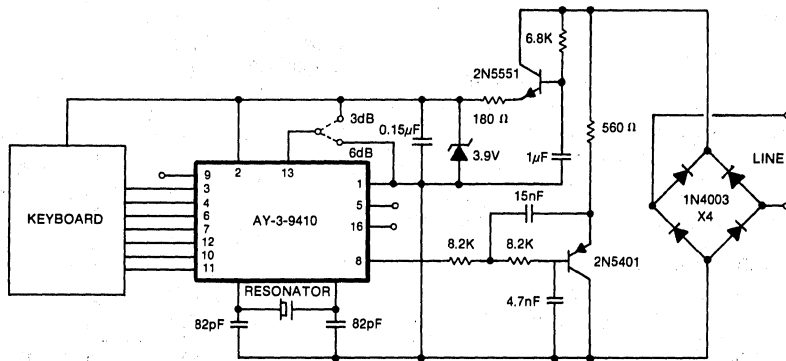 6.8K
2N5551
3dB
180 Ω
560 Ω
0.15µF
6dB
LINE
3.9V
1µF
9
2
13
1
3
15nF
1N4003
X4
4
5
KEYBOARD
6
AY-3-9410
7
16
12
10
8
8.2K
8.2K
2N5401
11
RESONATOR
4.7nF
82pF
82pF